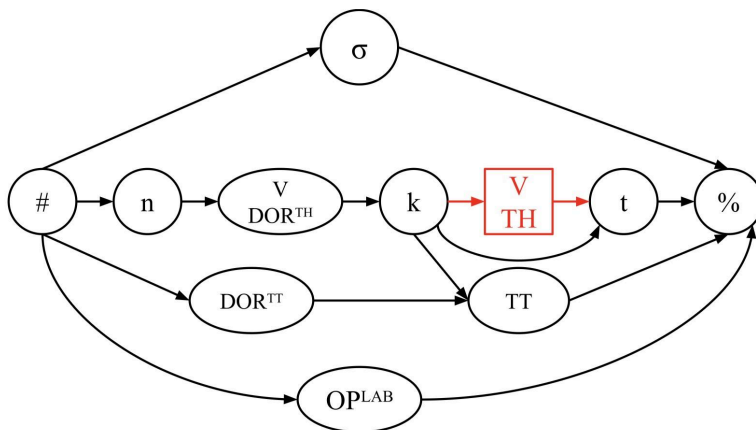 σ
# n V k V t %
DORᵀᴴ TH
DORᵀᵀ TT
OPᴸᴬᴮ